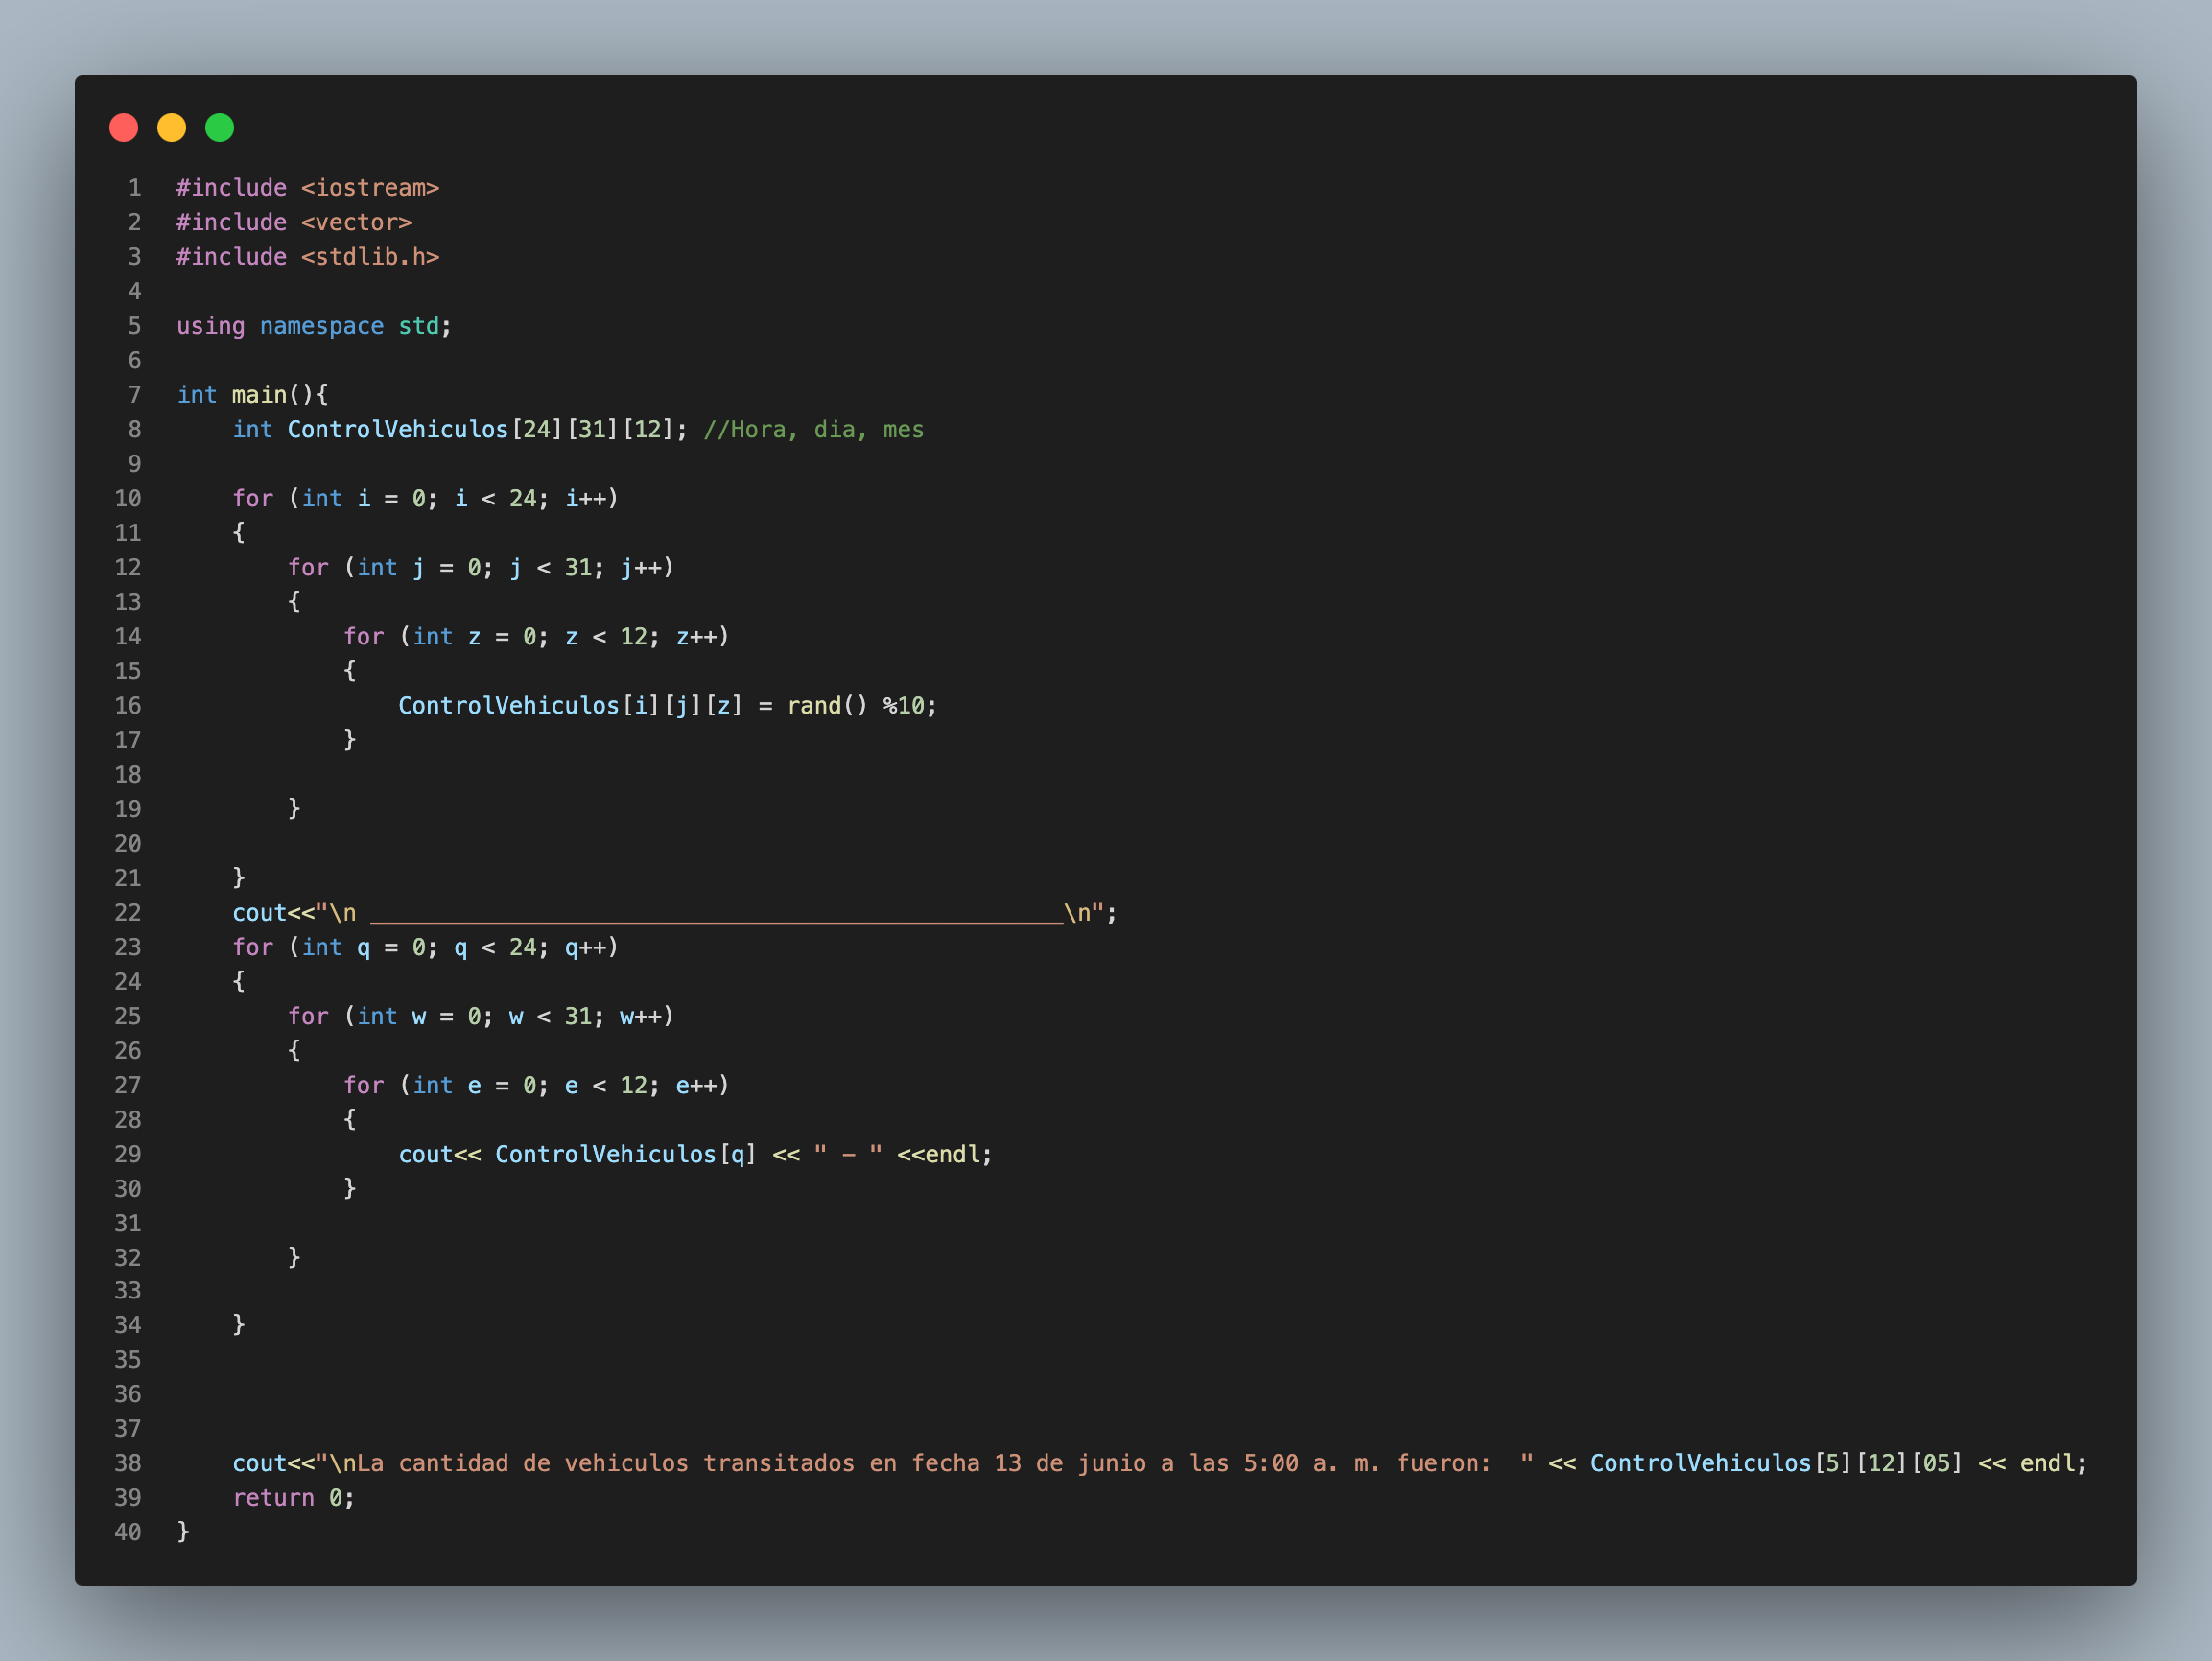 1 #include <iostream>
2 #include <vector>
3 #include <stdlib.h>
4
5 using namespace std;
6
7 int main(){
8     int ControlVehiculos[24][31][12]; //Hora, dia, mes
9
10     for (int i = 0; i < 24; i++)
11     {
12         for (int j = 0; j < 31; j++)
13         {
14             for (int z = 0; z < 12; z++)
15             {
16                 ControlVehiculos[i][j][z] = rand() %10;
17             }
18
19         }
20
21     }
22     cout<<"\n __________________________________________________\n";
23     for (int q = 0; q < 24; q++)
24     {
25         for (int w = 0; w < 31; w++)
26         {
27             for (int e = 0; e < 12; e++)
28             {
29                 cout<< ControlVehiculos[q] << " - " <<endl;
30             }
31
32         }
33
34     }
35
36
37
38     cout<<"\nLa cantidad de vehiculos transitados en fecha 13 de junio a las 5:00 a. m. fueron:  " << ControlVehiculos[5][12][05] << endl;
39     return 0;
40 }